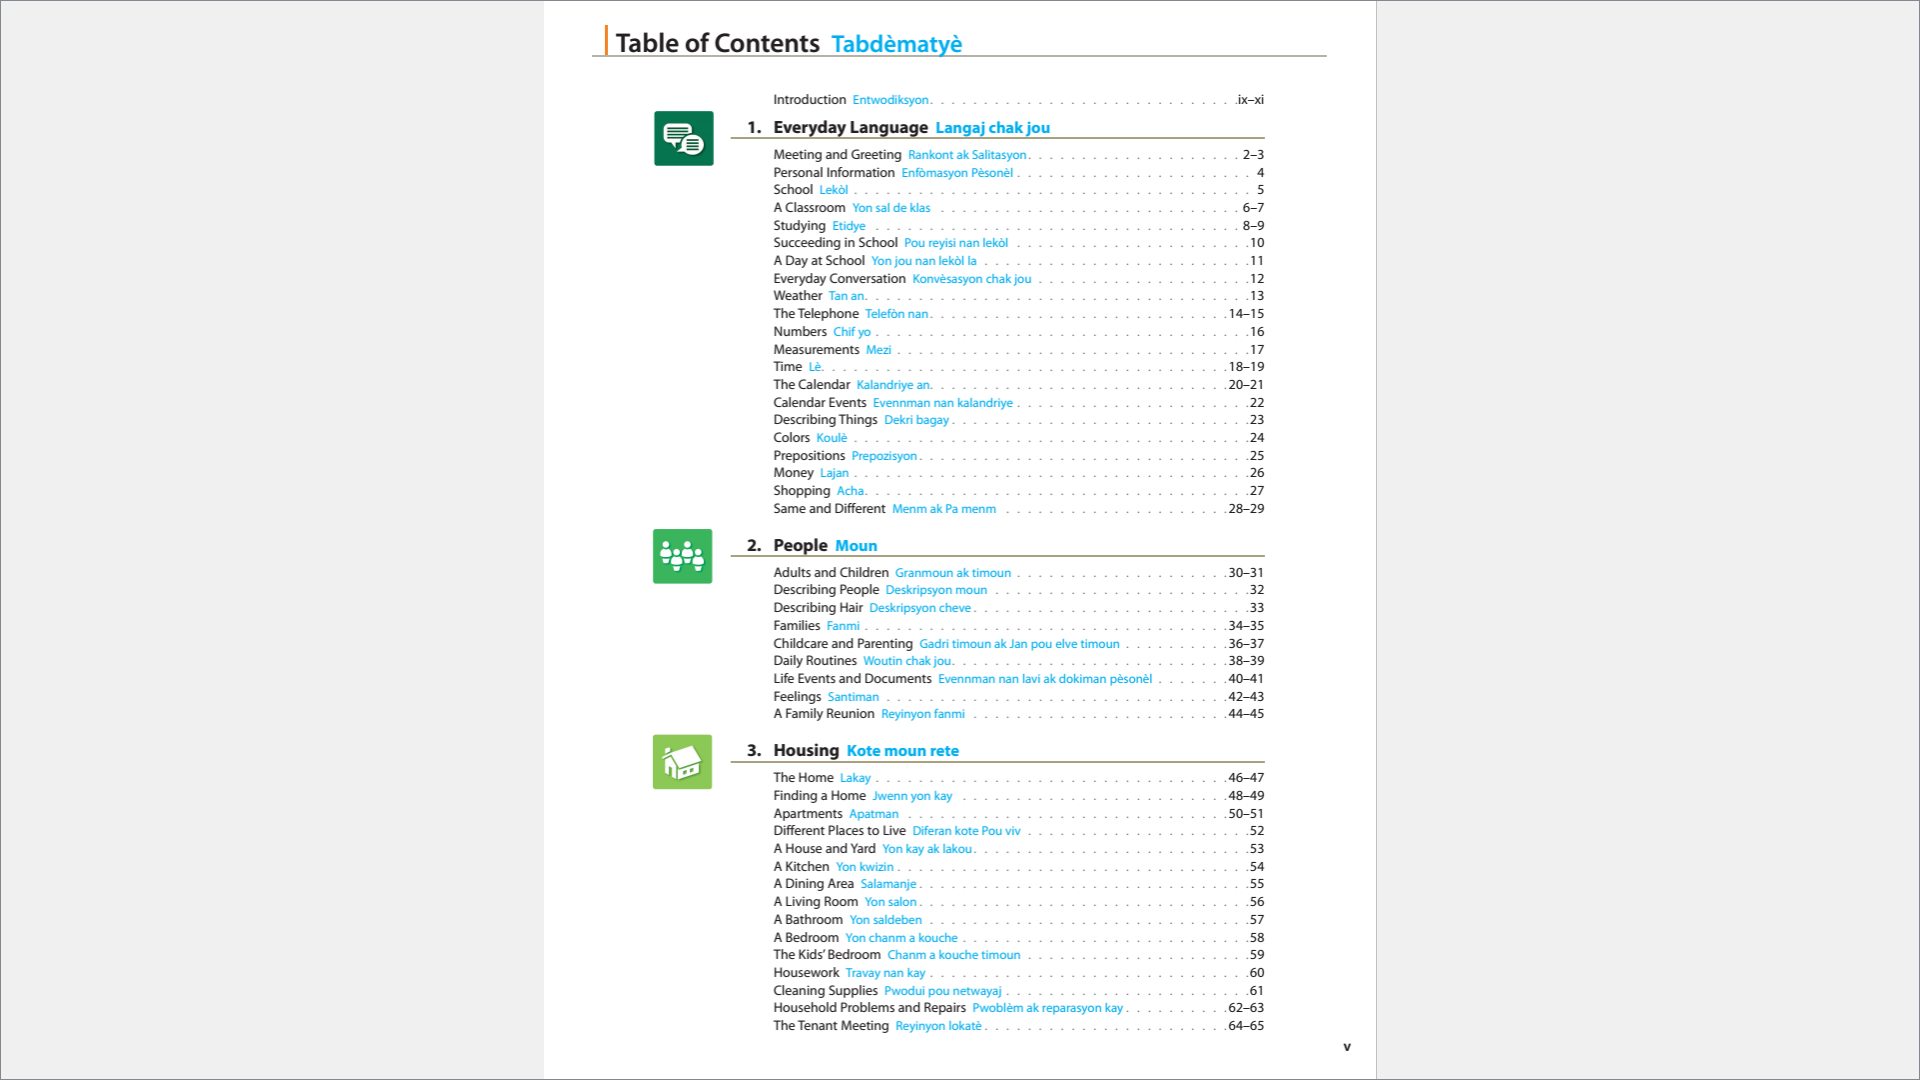 Table of Contents Tabdèmatyè
Introduction Entwodiksyon. . . . . . . . . . . . . . . . . . . . . . . . . . . . .ix–xi
1. Everyday Language Langaj chak jou
Meeting and Greeting Rankont ak Salitasyon. . . . . . . . . . . . . . . . . . . . 2–3
Personal Information Enfòmasyon Pèsonèl . . . . . . . . . . . . . . . . . . . . . . 4
School Lekòl . . . . . . . . . . . . . . . . . . . . . . . . . . . . . . . . . . . . . 5
A Classroom Yon sal de klas . . . . . . . . . . . . . . . . . . . . . . . . . . . . 6–7
Studying Etidye . . . . . . . . . . . . . . . . . . . . . . . . . . . . . . . . . . 8–9
Succeeding in School Pou reyisi nan lekòl . . . . . . . . . . . . . . . . . . . . . .10
A Day at School Yon jou nan lekòl la . . . . . . . . . . . . . . . . . . . . . . . . .11
Everyday Conversation Konvèsasyon chak jou . . . . . . . . . . . . . . . . . . . .12
Weather Tan an. . . . . . . . . . . . . . . . . . . . . . . . . . . . . . . . . . . .13
The Telephone Telefòn nan. . . . . . . . . . . . . . . . . . . . . . . . . . . .14–15
Numbers Chif yo . . . . . . . . . . . . . . . . . . . . . . . . . . . . . . . . . . .16
Measurements Mezi . . . . . . . . . . . . . . . . . . . . . . . . . . . . . . . . .17
Time Lè. . . . . . . . . . . . . . . . . . . . . . . . . . . . . . . . . . . . . .18–19
The Calendar Kalandriye an. . . . . . . . . . . . . . . . . . . . . . . . . . . .20–21
Calendar Events Evennman nan kalandriye . . . . . . . . . . . . . . . . . . . . . .22
Describing Things Dekri bagay . . . . . . . . . . . . . . . . . . . . . . . . . . . .23
Colors Koulè . . . . . . . . . . . . . . . . . . . . . . . . . . . . . . . . . . . . .24
Prepositions Prepozisyon . . . . . . . . . . . . . . . . . . . . . . . . . . . . . . .25
Money Lajan . . . . . . . . . . . . . . . . . . . . . . . . . . . . . . . . . . . . .26
Shopping Acha. . . . . . . . . . . . . . . . . . . . . . . . . . . . . . . . . . . .27
Same and Different Menm ak Pa menm . . . . . . . . . . . . . . . . . . . . .28–29
2. People Moun
Adults and Children Granmoun ak timoun . . . . . . . . . . . . . . . . . . . .30–31
Describing People Deskripsyon moun . . . . . . . . . . . . . . . . . . . . . . . .32
Describing Hair Deskripsyon cheve . . . . . . . . . . . . . . . . . . . . . . . . . .33
Families Fanmi . . . . . . . . . . . . . . . . . . . . . . . . . . . . . . . . . .34–35
Childcare and Parenting Gadri timoun ak Jan pou elve timoun . . . . . . . . . .36–37
Daily Routines Woutin chak jou. . . . . . . . . . . . . . . . . . . . . . . . . .38–39
Life Events and Documents Evennman nan lavi ak dokiman pèsonèl . . . . . . .40–41
Feelings Santiman . . . . . . . . . . . . . . . . . . . . . . . . . . . . . . . .42–43
A Family Reunion Reyinyon fanmi . . . . . . . . . . . . . . . . . . . . . . . .44–45
3. Housing Kote moun rete
The Home Lakay . . . . . . . . . . . . . . . . . . . . . . . . . . . . . . . . .46–47
Finding a Home Jwenn yon kay . . . . . . . . . . . . . . . . . . . . . . . . .48–49
Apartments Apatman . . . . . . . . . . . . . . . . . . . . . . . . . . . . . .50–51
Different Places to Live Diferan kote Pou viv . . . . . . . . . . . . . . . . . . . . .52
A House and Yard Yon kay ak lakou . . . . . . . . . . . . . . . . . . . . . . . . . .53
A Kitchen Yon kwizin . . . . . . . . . . . . . . . . . . . . . . . . . . . . . . . . .54
A Dining Area Salamanje . . . . . . . . . . . . . . . . . . . . . . . . . . . . . . .55
A Living Room Yon salon . . . . . . . . . . . . . . . . . . . . . . . . . . . . . . .56
A Bathroom Yon saldeben . . . . . . . . . . . . . . . . . . . . . . . . . . . . . .57
A Bedroom Yon chanm a kouche . . . . . . . . . . . . . . . . . . . . . . . . . . .58
The Kids’ Bedroom Chanm a kouche timoun . . . . . . . . . . . . . . . . . . . . .59
Housework Travay nan kay . . . . . . . . . . . . . . . . . . . . . . . . . . . . . .60
Cleaning Supplies Pwodui pou netwayaj . . . . . . . . . . . . . . . . . . . . . . .61
Household Problems and Repairs Pwoblèm ak reparasyon kay . . . . . . . . . .62–63
The Tenant Meeting Reyinyon lokatè . . . . . . . . . . . . . . . . . . . . . . .64–65
v